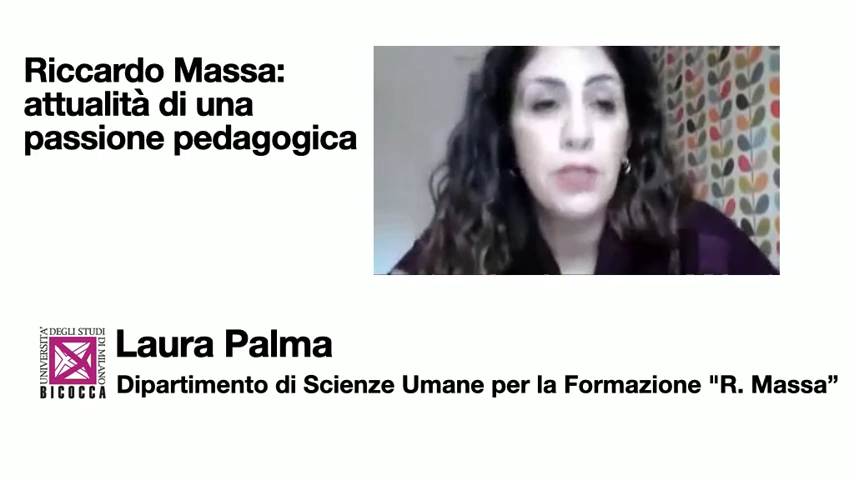 Riccardo Massa:
attualità di una
passione pedagogica
UNIVERSITA' DEGLI STUDI DI MILANO
BICOCCA
Laura Palma
Dipartimento di Scienze Umane per la Formazione "R. Massa”